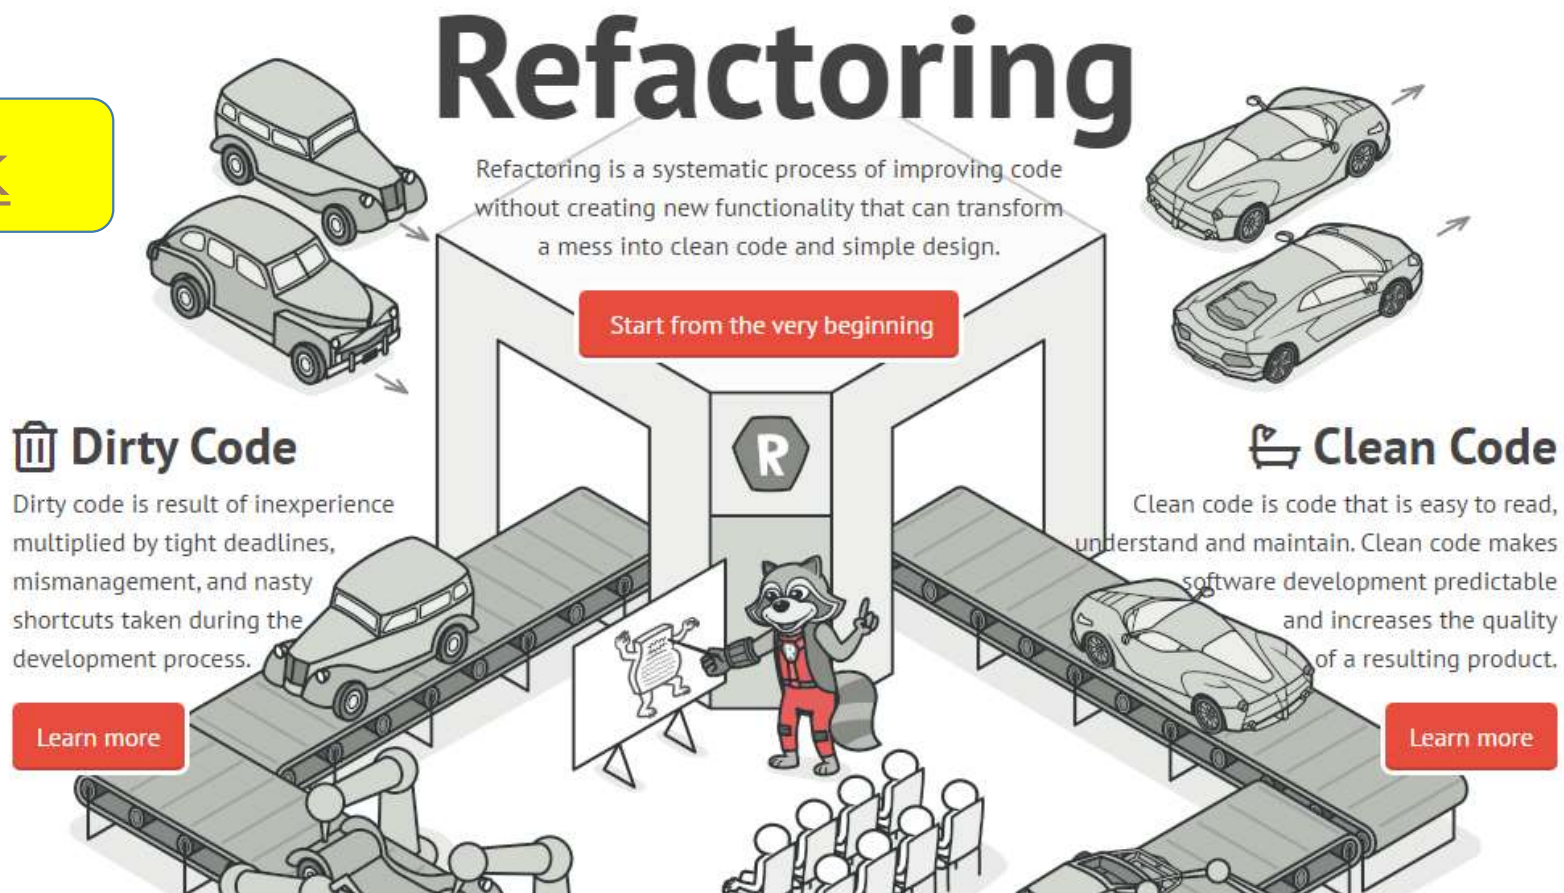 Refactoring
Refactoring is a systematic process of improving code
without creating new functionality that can transform
a mess into clean code and simple design.
Start from the very beginning
R
Dirty Code
Dirty code is result of inexperience
multiplied by tight deadlines,
mismanagement, and nasty
shortcuts taken during the
development process.
Learn more
Clean Code
Clean code is code that is easy to read,
understand and maintain. Clean code makes
software development predictable
and increases the quality
of a resulting product.
Learn more